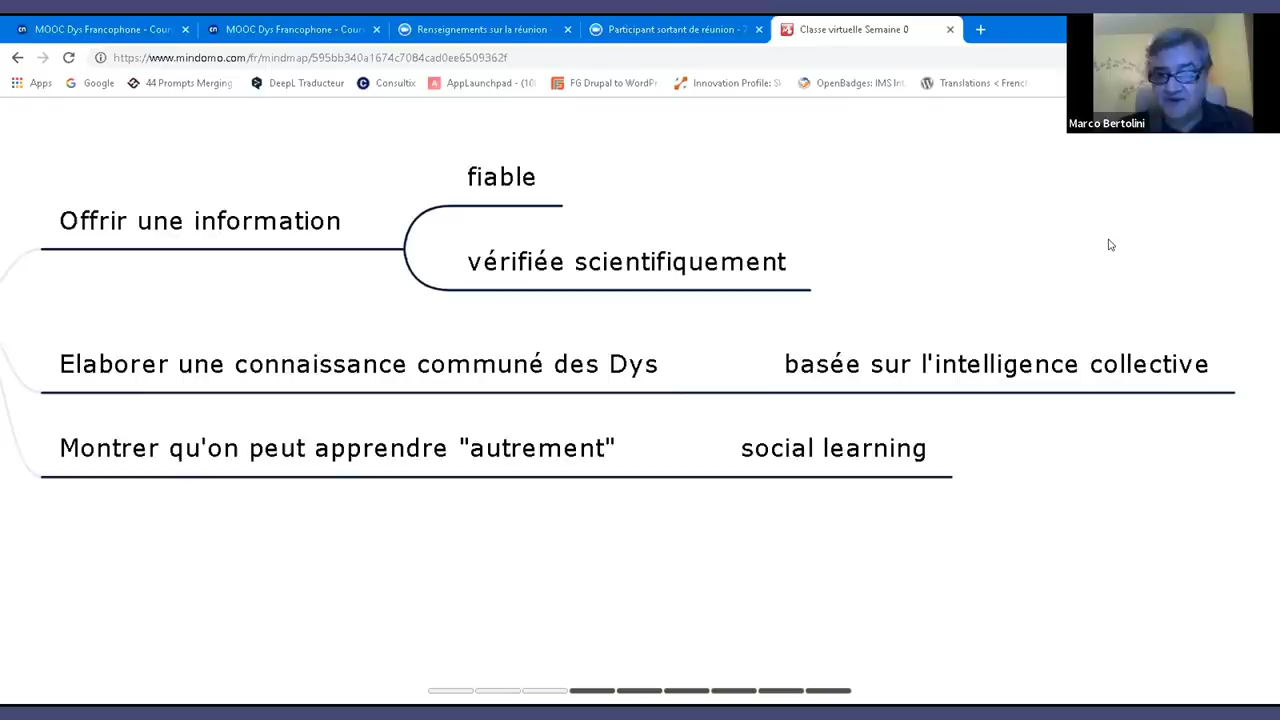 MOOC Dys Francophone - Cour
MOOC Dys Francophone - Cour
Renseignements sur la réunion
Participant sortant de réunion - Z
Classe virtuelle Semaine 0
https://www.mindomo.com/fr/mindmap/595bb340a1674c7084cad0ee6509362f
Apps
Google
44 Prompts Merging
DeepL Traducteur
Consultix
AppLaunchpad - (10
FG Drupal to WordPr
Innovation Profile: Sk
OpenBadges: IMS Int
Translations < French
Marco Bertolini
fiable
Offrir une information
vérifiée scientifiquement
Elaborer une connaissance communé des Dys basée sur l'intelligence collective
Montrer qu'on peut apprendre "autrement" social learning